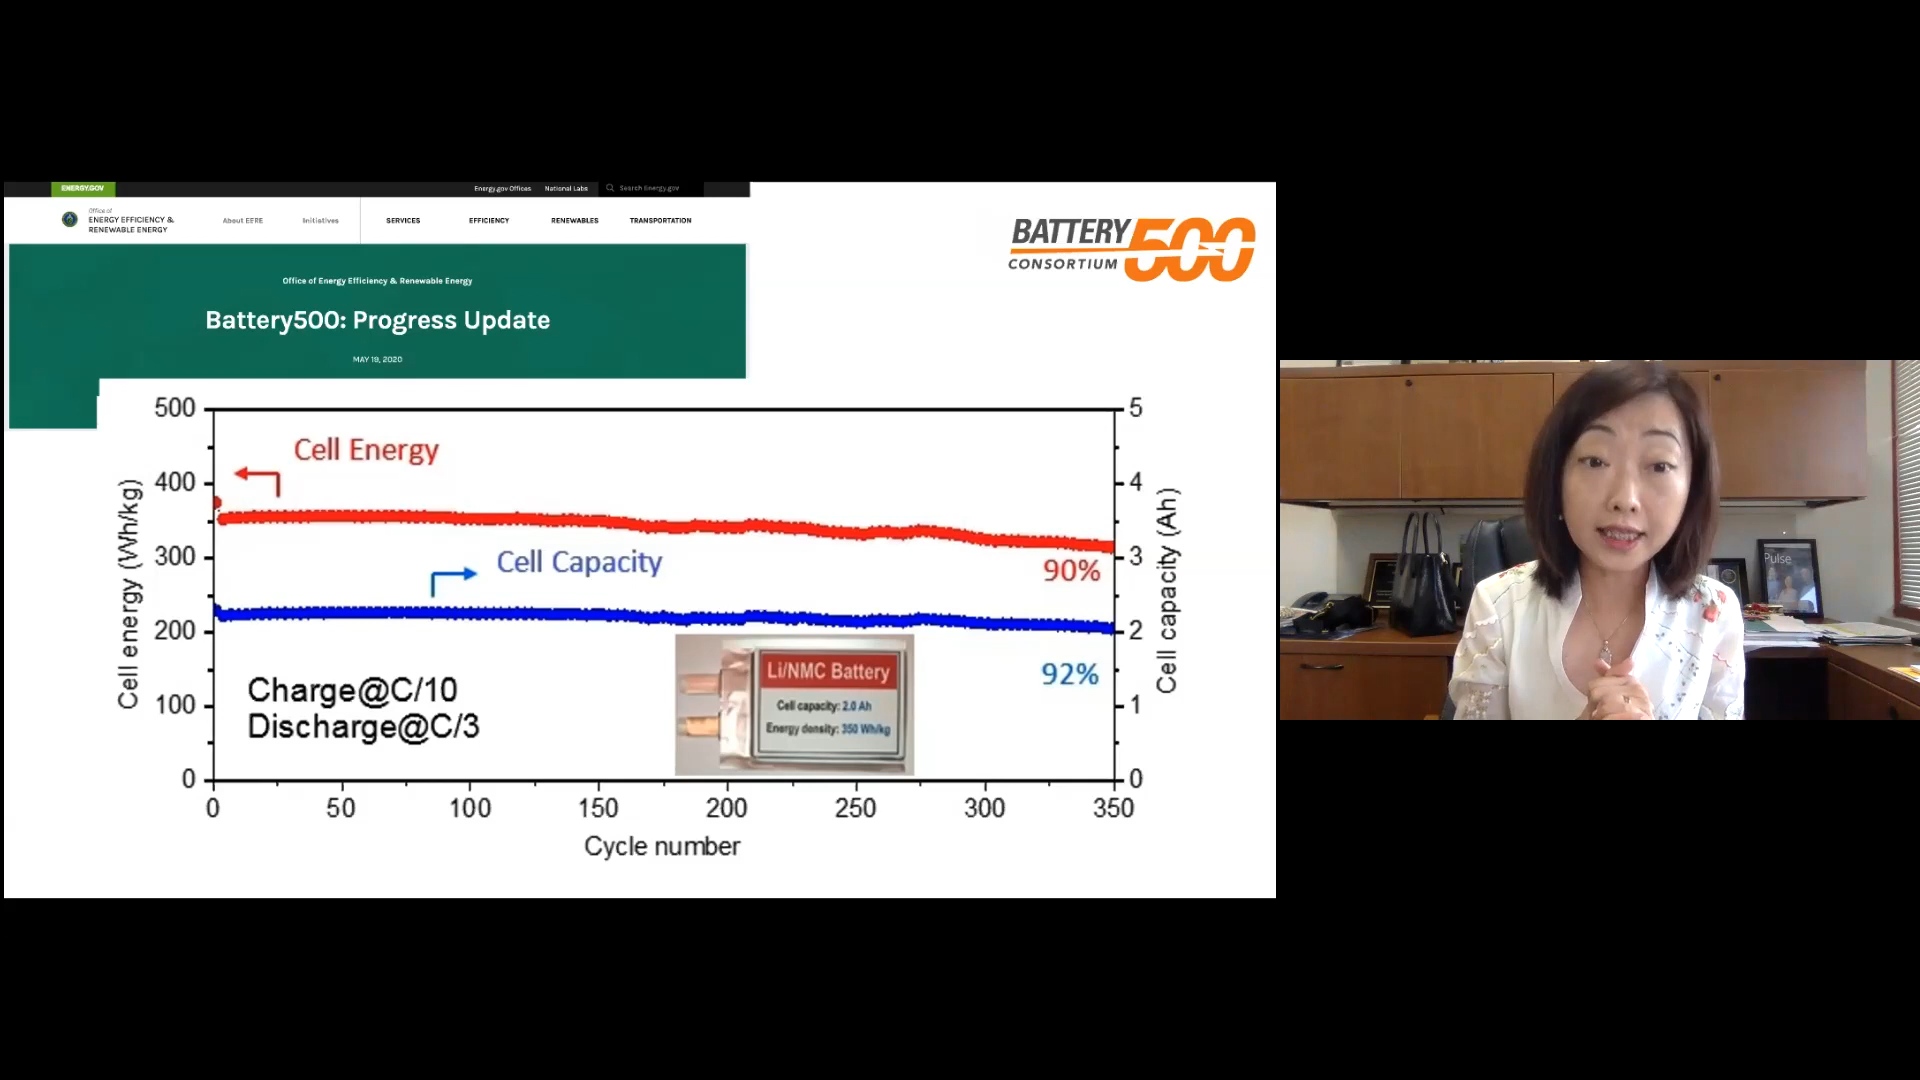 ENERGY.GOV
Energy.gov Offices
National Labs
Search Energy.gov
Office of
ENERGY EFFICIENCY &
RENEWABLE ENERGY
About EERE
Initiatives
SERVICES
EFFICIENCY
RENEWABLES
TRANSPORTATION
Office of Energy Efficiency & Renewable Energy
Battery500: Progress Update
MAY 19, 2020
BATTERY 500
CONSORTIUM
500
400
300
200
100
0
Cell energy (Wh/kg)
Cell Energy
Cell Capacity
90%
92%
Charge@C/10
Discharge@C/3
Li/NMC Battery
Cell capacity: 2.0 Ah
Energy density: 350 Wh/kg
5
4
3
2
1
0
Cell capacity (Ah)
0
50
100
150
200
250
300
350
Cycle number
Pulse